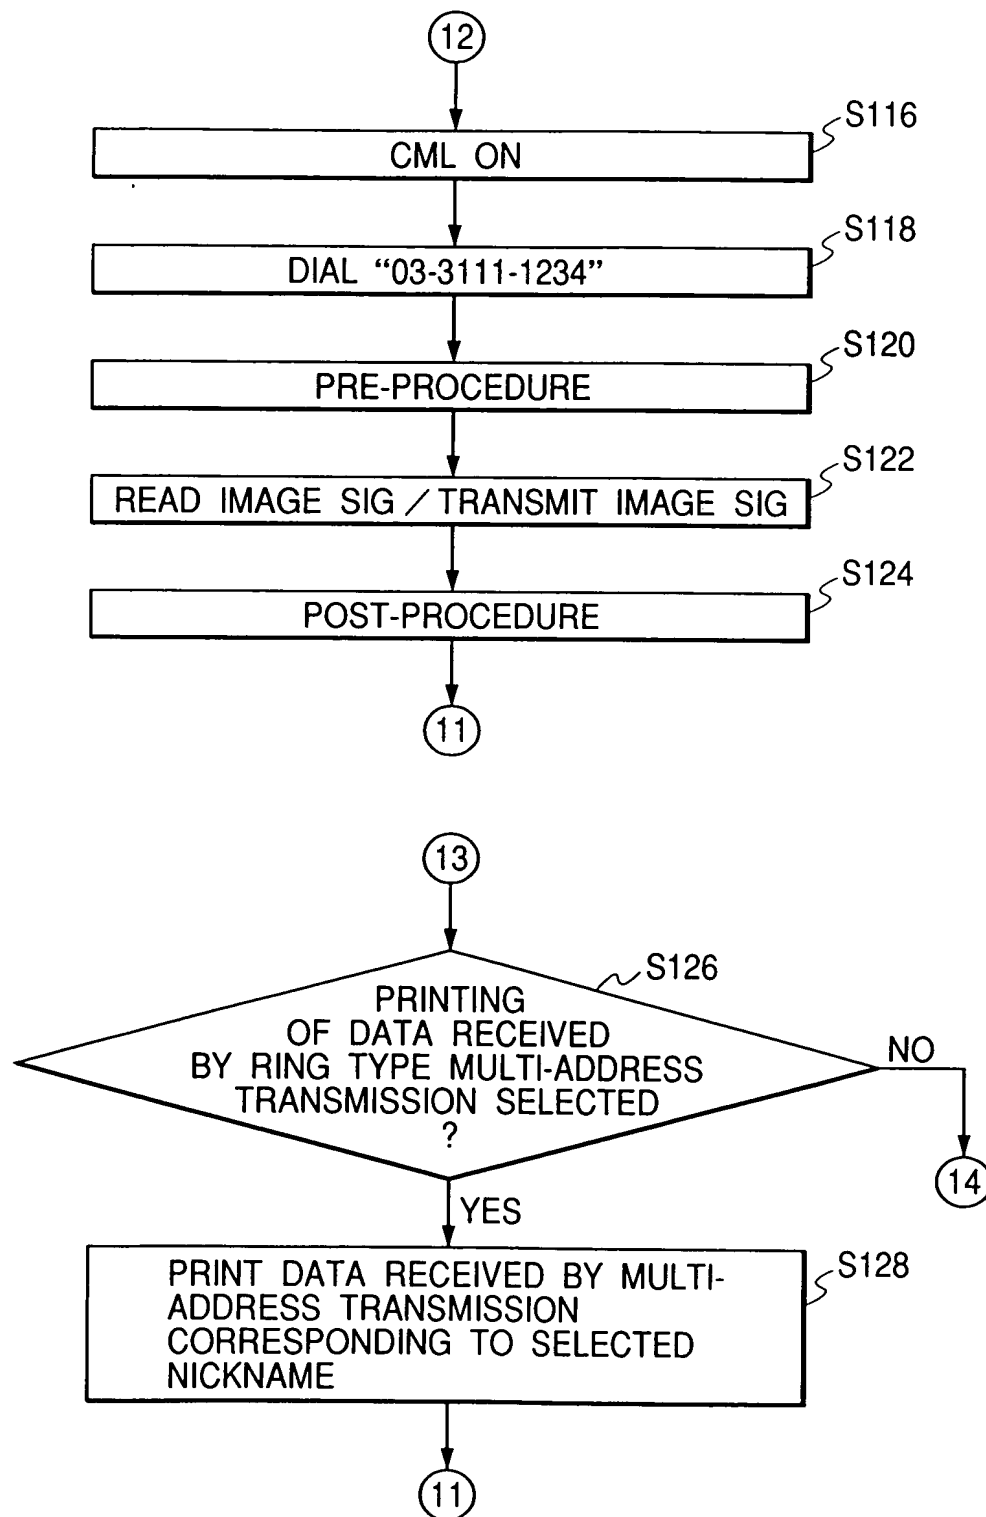 12
S116
CML ON
S118
DIAL “03-3111-1234”
S120
PRE-PROCEDURE
S122
READ IMAGE SIG / TRANSMIT IMAGE SIG
S124
POST-PROCEDURE
11
13
S126
PRINTING
OF DATA RECEIVED
BY RING TYPE MULTI-ADDRESS
TRANSMISSION SELECTED
?
NO
14
YES
S128
PRINT DATA RECEIVED BY MULTI-
ADDRESS TRANSMISSION
CORRESPONDING TO SELECTED
NICKNAME
11